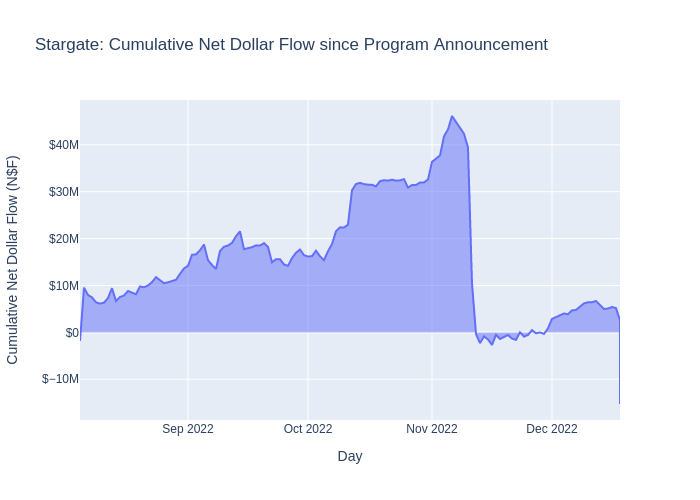 Stargate: Cumulative Net Dollar Flow since Program Announcement
Cumulative Net Dollar Flow (N$F)
$40M
$30M
$20M
$10M
$0
$−10M
Sep 2022
Oct 2022
Nov 2022
Dec 2022
Day